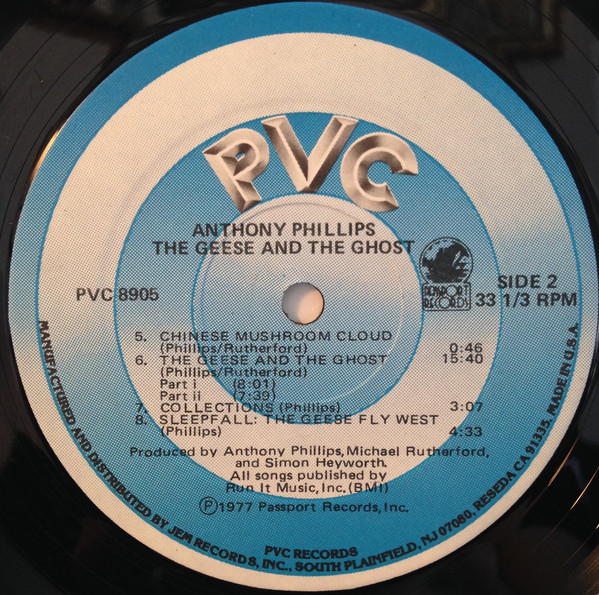 PVC
ANTHONY PHILLIPS
THE GEESE AND THE GHOST
PASSPORT
RECORDS
PVC 8905
SIDE 2
33 1/3 RPM
5. CHINESE MUSHROOM CLOUD
(Phillips/Rutherford) 0:46
6. THE GEESE AND THE GHOST 15:40
(Phillips/Rutherford)
Part i (8:01)
Part ii (7:39)
7. COLLECTIONS (Phillips) 3:07
8. SLEEPFALL: THE GEESE FLY WEST
(Phillips) 4:33
Produced by Anthony Phillips, Michael Rutherford,
and Simon Heyworth.
All songs published by
Run It Music, Inc. (BMI)
Ⓟ1977 Passport Records, Inc.
PVC RECORDS
MANUFACTURED AND DISTRIBUTED BY JEM RECORDS, INC., SOUTH PLAINFIELD, NJ 07080, RESEDA CA 91335. MADE IN U.S.A.